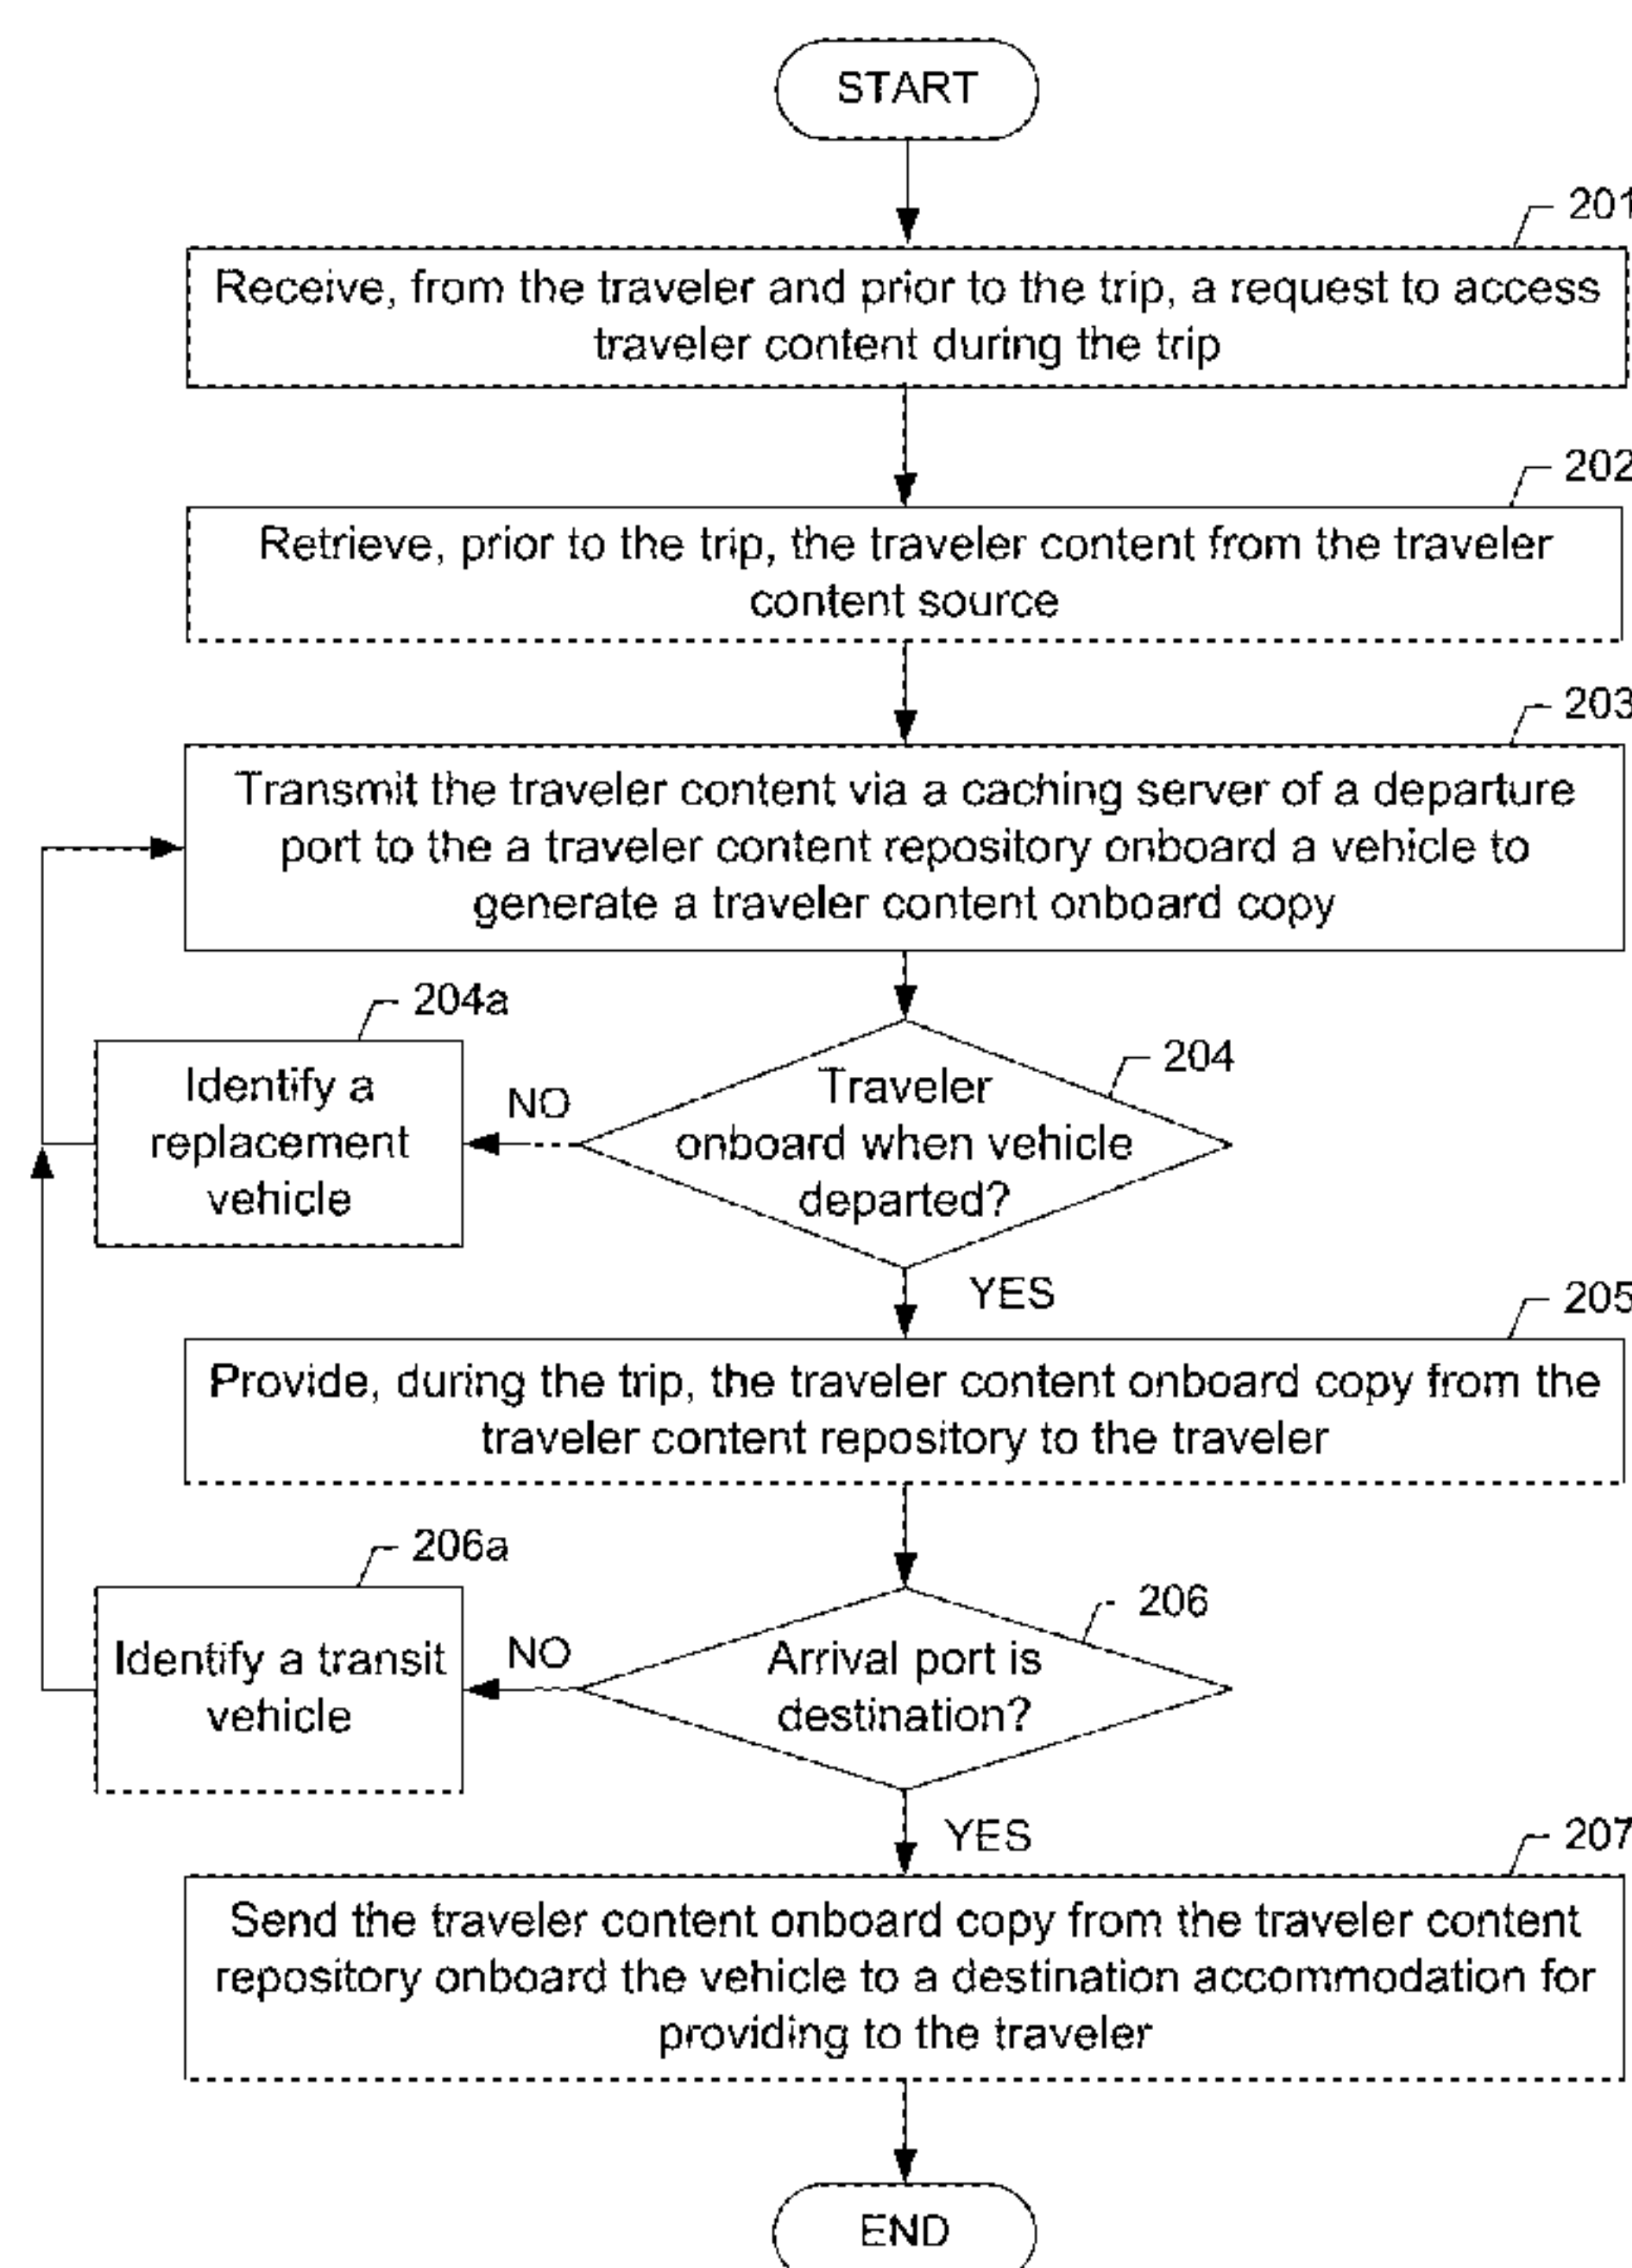 START
201
Receive, from the traveler and prior to the trip, a request to access
traveler content during the trip
202
Retrieve, prior to the trip, the traveler content from the traveler
content source
203
Transmit the traveler content via a caching server of a departure
port to the a traveler content repository onboard a vehicle to
generate a traveler content onboard copy
204a
Identify a
replacement
vehicle
NO
204
Traveler
onboard when vehicle
departed?
YES
205
Provide, during the trip, the traveler content onboard copy from the
traveler content repository to the traveler
206a
Identify a transit
vehicle
NO
206
Arrival port is
destination?
YES
207
Send the traveler content onboard copy from the traveler content
repository onboard the vehicle to a destination accommodation for
providing to the traveler
END